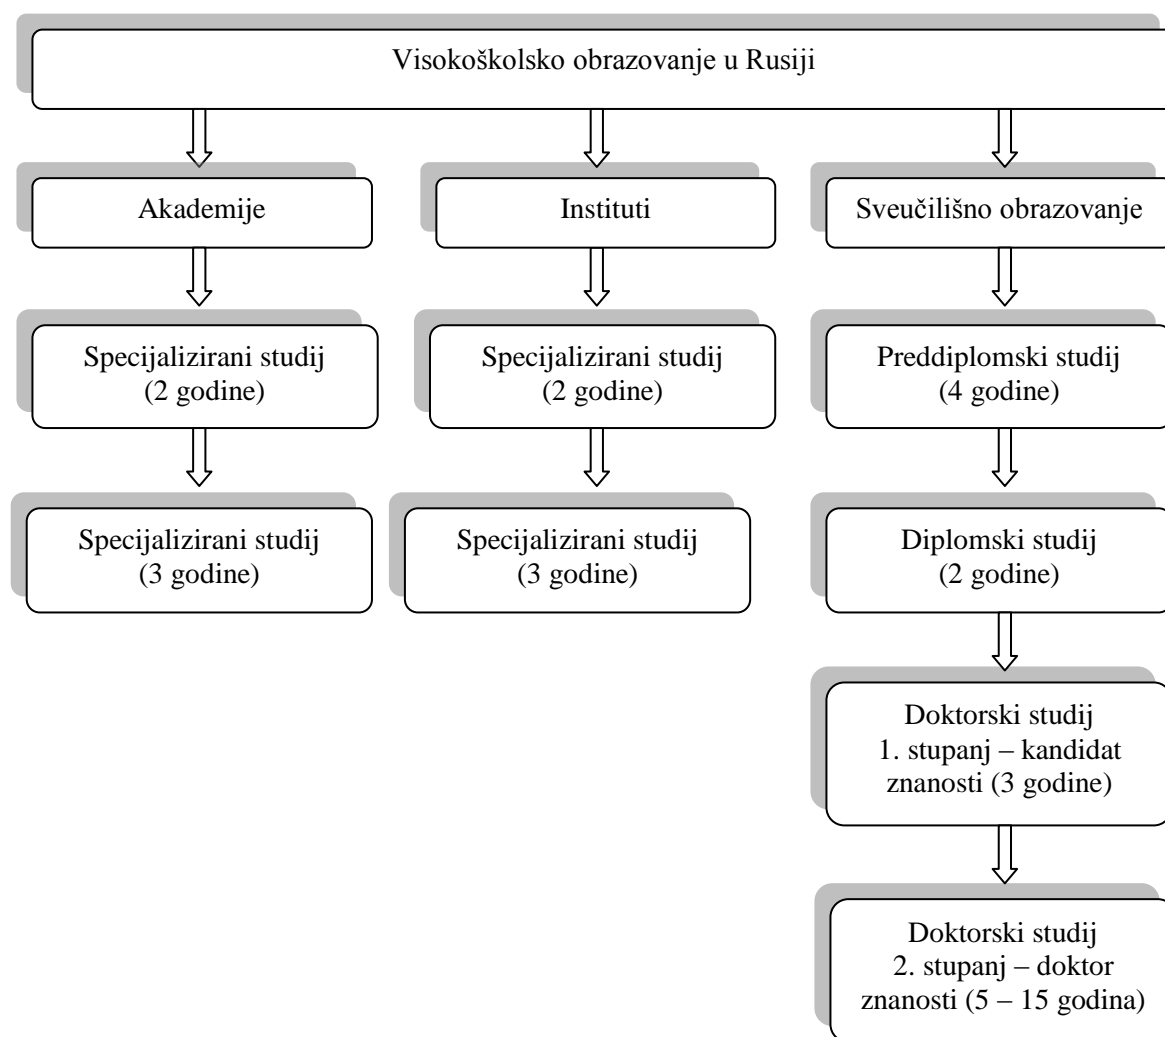 Visokoškolsko obrazovanje u Rusiji
Akademije
Instituti
Sveučilišno obrazovanje
Specijalizirani studij
(2 godine)
Specijalizirani studij
(2 godine)
Preddiplomski studij
(4 godine)
Specijalizirani studij
(3 godine)
Specijalizirani studij
(3 godine)
Diplomski studij
(2 godine)
Doktorski studij
1. stupanj – kandidat
znanosti (3 godine)
Doktorski studij
2. stupanj – doktor
znanosti (5 – 15 godina)